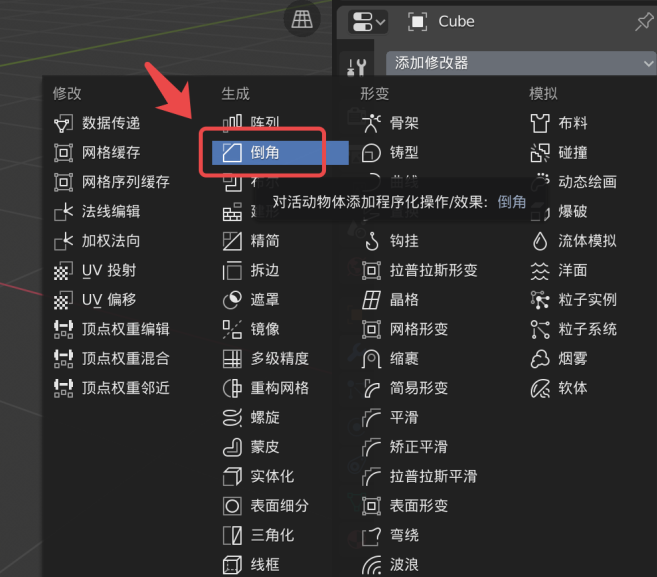 Cube
添加修改器
修改
数据传递
网格缓存
网格序列缓存
法线编辑
加权法向
UV 投射
UV 偏移
顶点权重编辑
顶点权重混合
顶点权重邻近
生成
阵列
倒角
对活动物体添加程序化操作/效果: 倒角
精简
拆边
遮罩
镜像
多级精度
重构网格
螺旋
蒙皮
实体化
表面细分
三角化
线框
形变
骨架
铸型
曲线
钩挂
拉普拉斯形变
晶格
网格形变
缩裹
简易形变
平滑
矫正平滑
拉普拉斯平滑
表面形变
弯绕
波浪
模拟
布料
碰撞
动态绘画
爆破
流体模拟
洋面
粒子实例
粒子系统
烟雾
软体